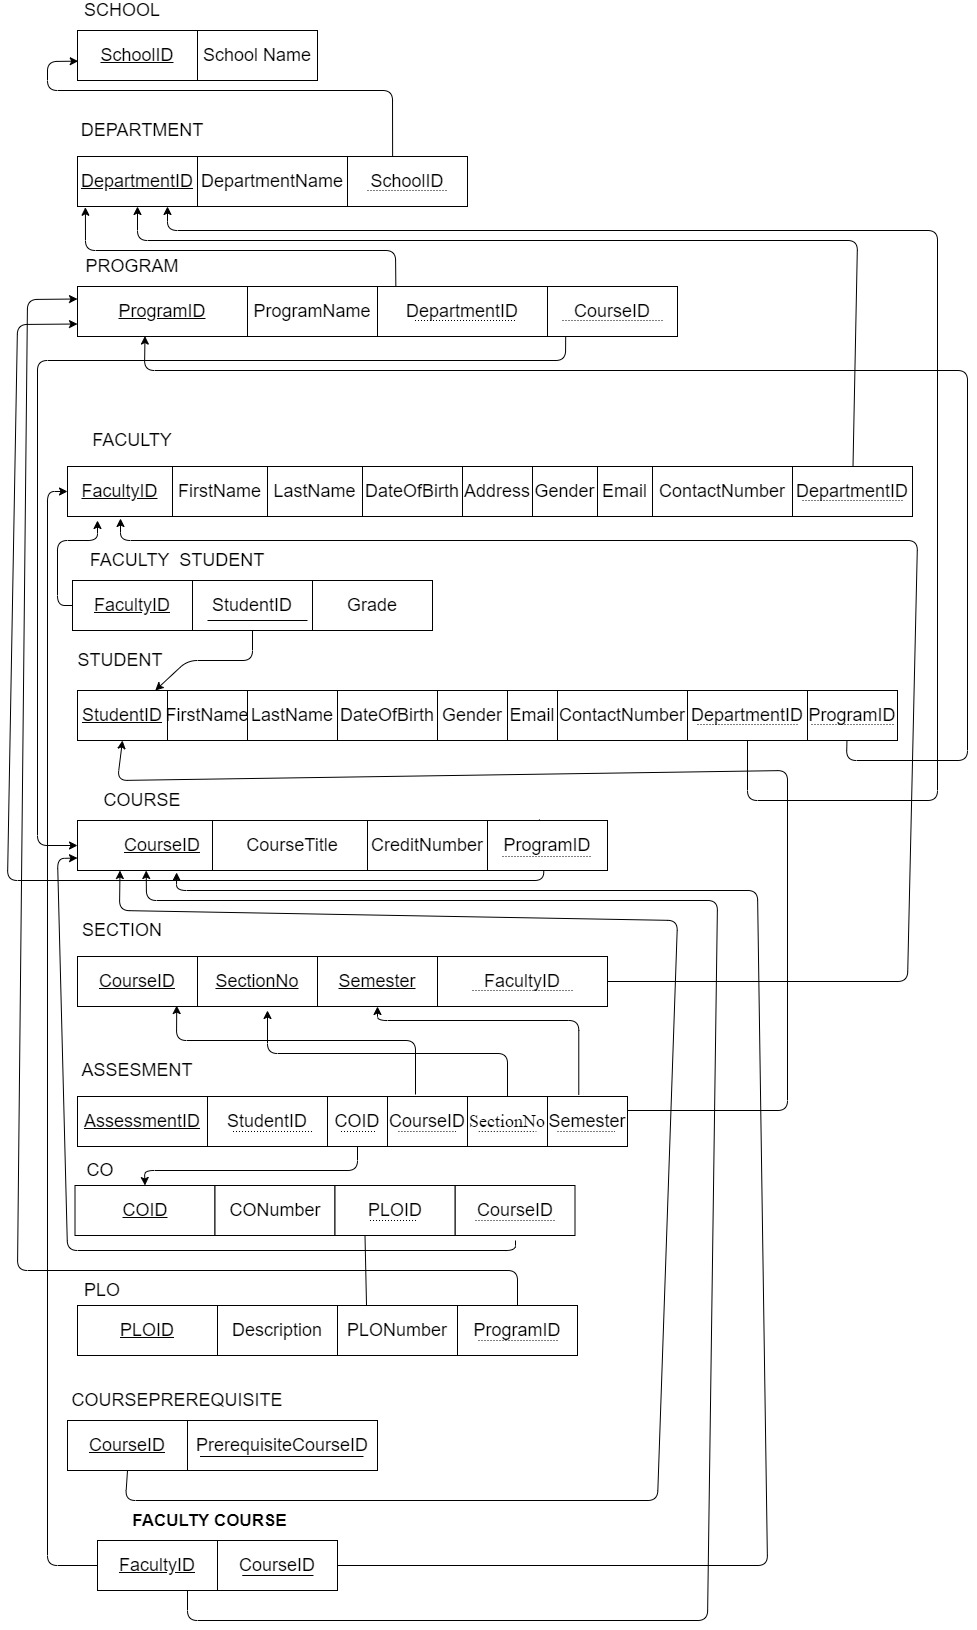 SCHOOL
SchoolID School Name
DEPARTMENT
DepartmentID DepartmentName SchoolID
PROGRAM
ProgramID ProgramName DepartmentID CourseID
FACULTY
FacultyID FirstName LastName DateOfBirth Address Gender Email ContactNumber DepartmentID
FACULTY STUDENT
FacultyID StudentID Grade
STUDENT
StudentID FirstName LastName DateOfBirth Gender Email ContactNumber DepartmentID ProgramID
COURSE
CourseID CourseTitle CreditNumber ProgramID
SECTION
CourseID SectionNo Semester FacultyID
ASSESMENT
AssessmentID StudentID COID CourseID SectionNo Semester
CO
COID CONumber PLOID CourseID
PLO
PLOID Description PLONumber ProgramID
COURSEPREREQUISITE
CourseID PrerequisiteCourseID
FACULTY COURSE
FacultyID CourseID